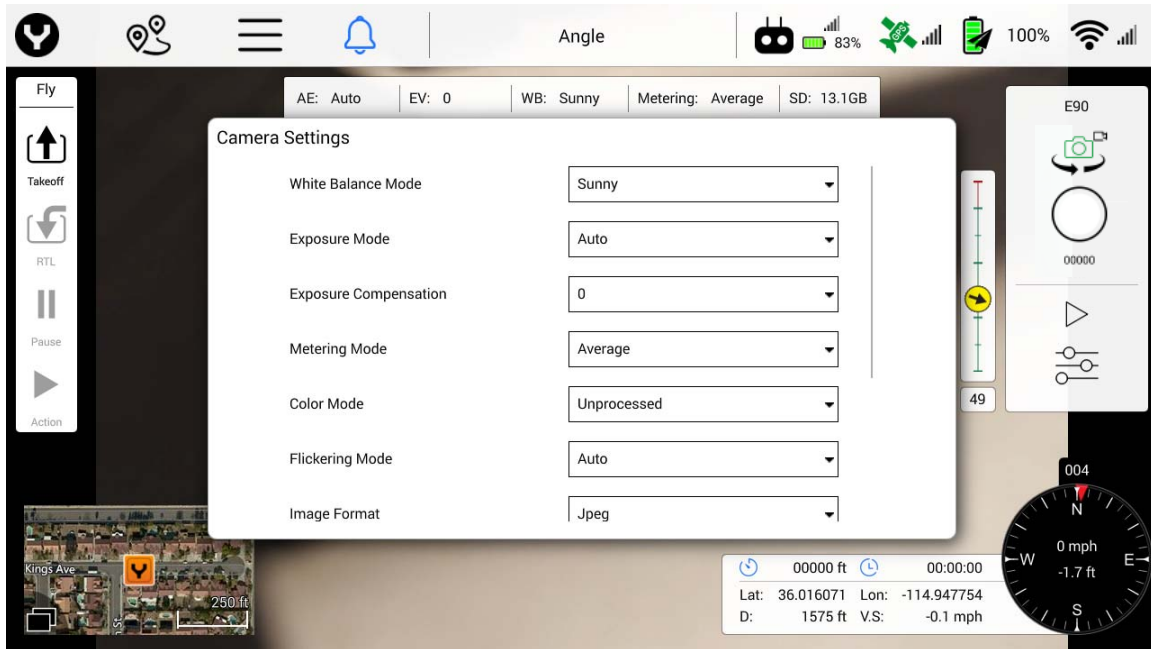 Angle
83%
GPS
100%
Fly
Takeoff
RTL
Pause
Action
AE: Auto
EV: 0
WB: Sunny
Metering: Average
SD: 13.1GB
Camera Settings
White Balance Mode
Sunny
Exposure Mode
Auto
Exposure Compensation
0
Metering Mode
Average
Color Mode
Unprocessed
Flickering Mode
Auto
Image Format
Jpeg
E90
00000
49
004
N
W
E
S
0 mph
-1.7 ft
Kings Ave
250 ft
00000 ft
00:00:00
Lat: 36.016071 Lon: -114.947754
D: 1575 ft V.S: -0.1 mph